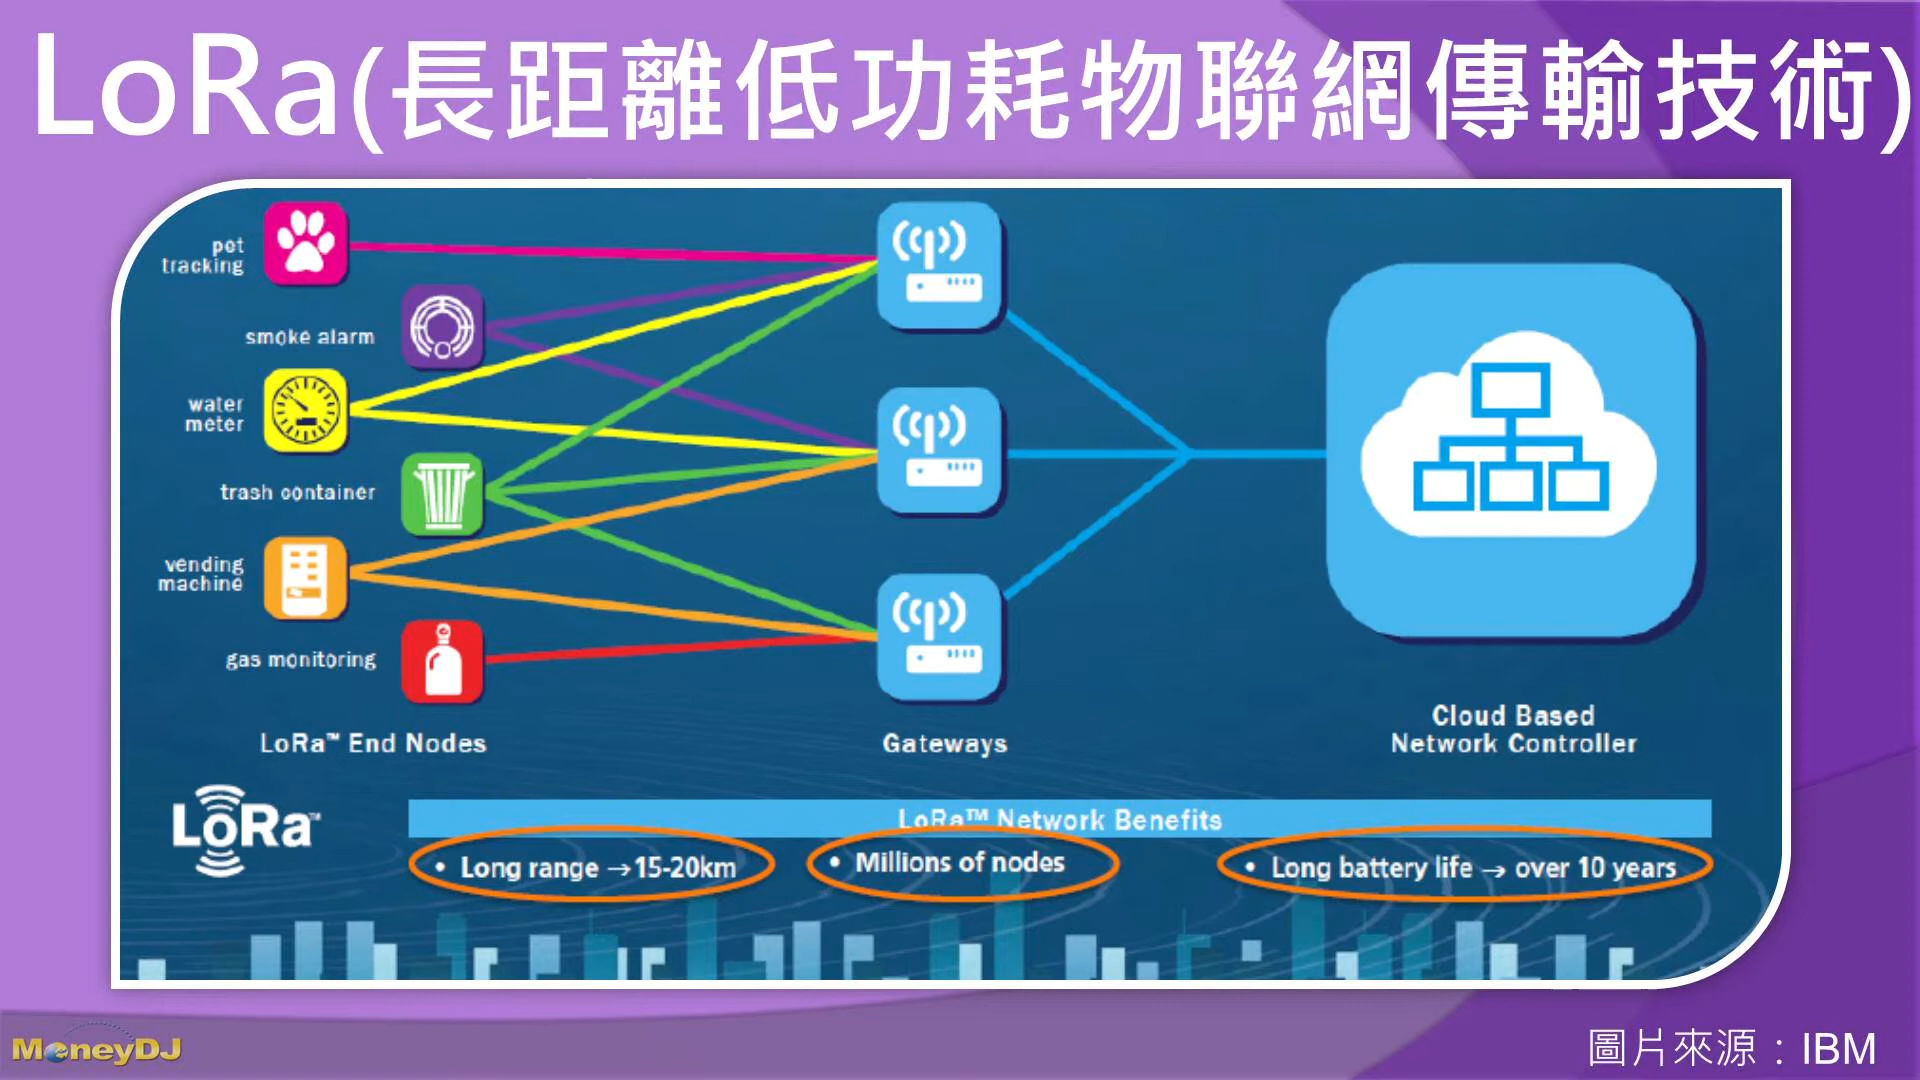 LoRa(長距離低功耗物聯網傳輸技術)
pet
tracking
smoke alarm
water
meter
trash container
vending
machine
gas monitoring
LoRa™ End Nodes
Gateways
Cloud Based
Network Controller
LoRa™
LoRa™ Network Benefits
• Long range →15-20km
• Millions of nodes
• Long battery life → over 10 years
MoneyDJ
圖片來源：IBM